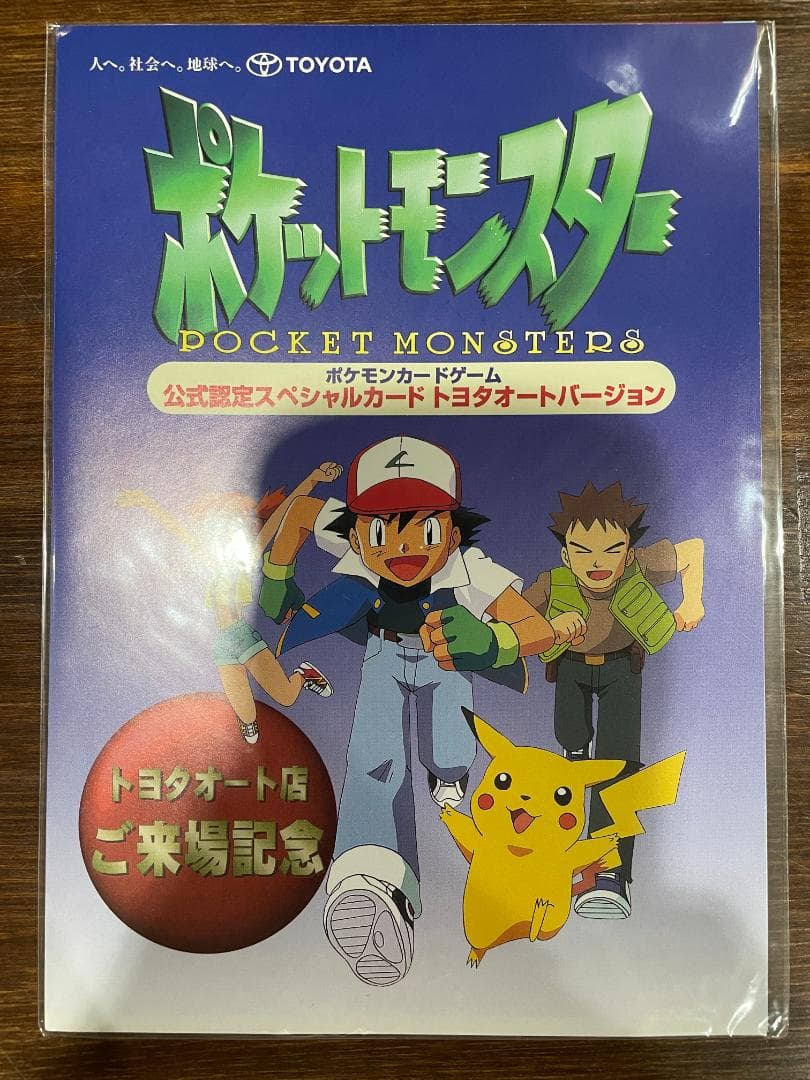 人へ。社会へ。地球へ。 TOYOTA
ポケットモンスター
POCKET MONSTERS
ポケモンカードゲーム
公式認定スペシャルカード トヨタオートバージョン
トヨタオート店
ご来場記念